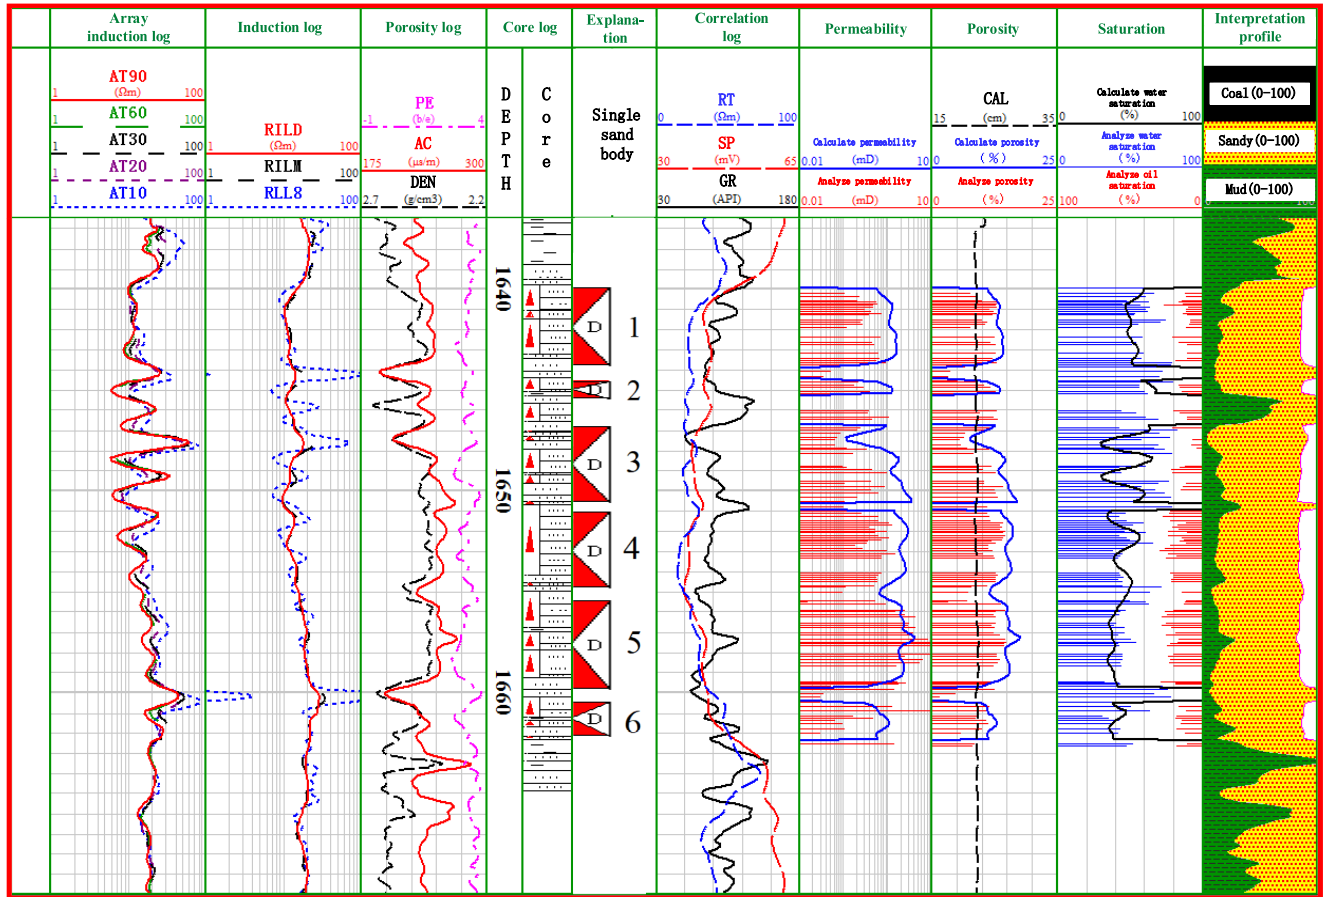 Array
induction log
Induction log
Porosity log
Core log
Explana-
tion
Correlation
log
Permeability
Porosity
Saturation
Interpretation
profile
AT90
1 (Ωm) 100
AT60
1 100
AT30
1 100
AT20
1 100
AT10
1 100
RILD
1 (Ωm) 100
RILM
1 100
RLL8
1 100
PE
-1 (b/e) 4
AC
175 (μs/m) 300
DEN
2.7 (g/cm3) 2.2
DEPTH
Core
Single
sand
body
RT
0 (Ωm) 100
SP
30 (mV) 65
GR
30 (API) 180
Calculate permeability
0.01 (mD) 10
Analyze permeability
0.01 (mD) 10
CAL
15 (cm) 35
Calculate porosity
0 (%) 25
Analyze porosity
0 (%) 25
Calculate water
saturation
0 (%) 100
Analyze water
saturation
0 (%) 100
Analyze oil
saturation
100 (%) 0
Coal(0-100)
Sandy(0-100)
Mud(0-100)
0 100
1640
1650
1660
D 1
D 2
D 3
D 4
D 5
D 6